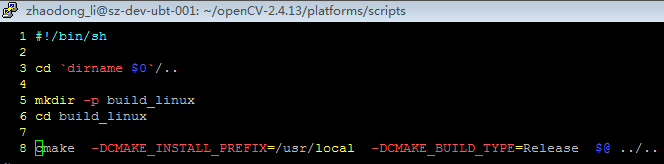 zhaodong_li@sz-dev-ubt-001: ~/openCV-2.4.13/platforms/scripts
1 #!/bin/sh
2
3 cd `dirname $0`/..
4
5 mkdir -p build_linux
6 cd build_linux
7
8 cmake  -DCMAKE_INSTALL_PREFIX=/usr/local  -DCMAKE_BUILD_TYPE=Release  $@ ../..